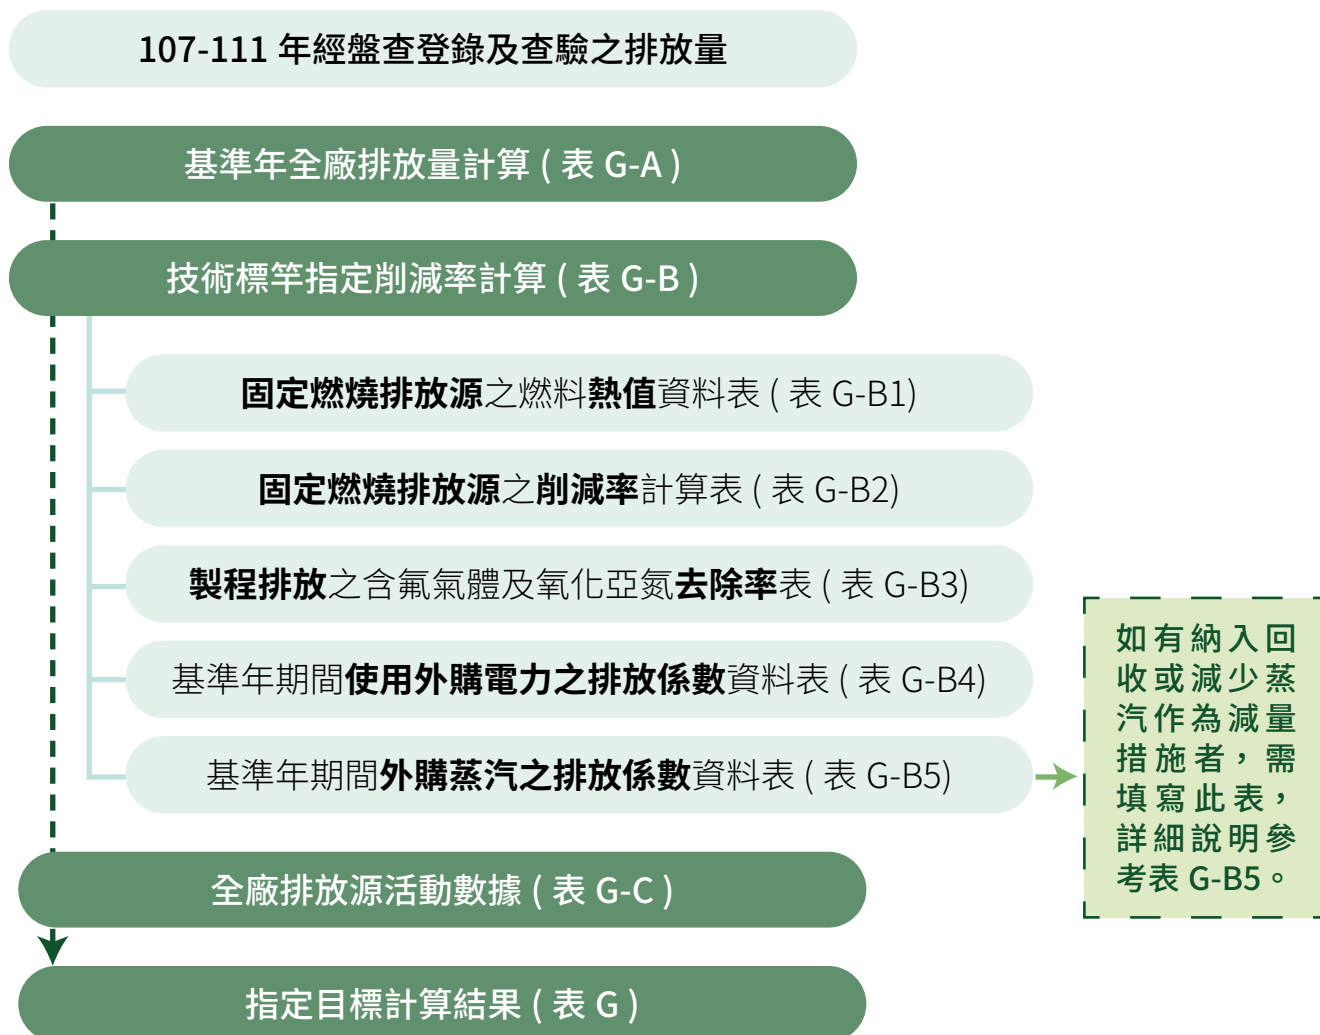 107-111 年經盤查登錄及查驗之排放量
基準年全廠排放量計算 ( 表 G-A )
技術標竿指定削減率計算 ( 表 G-B )
固定燃燒排放源之燃料熱值資料表 ( 表 G-B1)
固定燃燒排放源之削減率計算表 ( 表 G-B2)
製程排放之含氟氣體及氧化亞氮去除率表 ( 表 G-B3)
基準年期間使用外購電力之排放係數資料表 ( 表 G-B4)
基準年期間外購蒸汽之排放係數資料表 ( 表 G-B5)
如有納入回
收或減少蒸
汽作為減量
措施者，需
填寫此表，
詳細說明參
考表 G-B5。
全廠排放源活動數據 ( 表 G-C )
指定目標計算結果 ( 表 G )